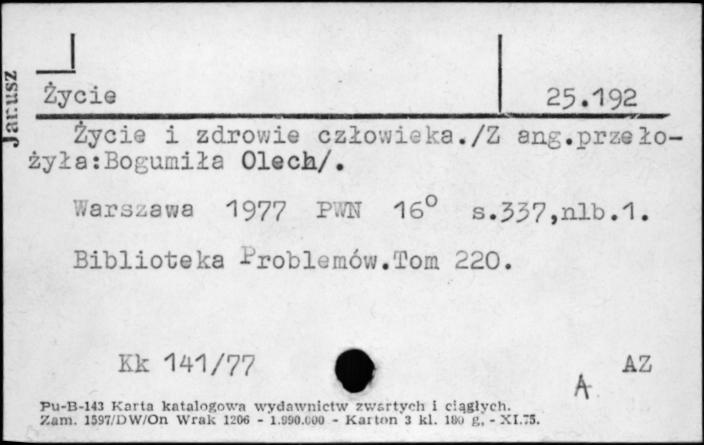 Janusz
Życie 25.192
Życie i zdrowie człowieka./Z ang.przeło-
żyła:Bogumiła Olech/.
Warszawa 1977 PWN 16° s.337,nlb.1.
Biblioteka Problemów.Tom 220.
Kk 141/77 A AZ
Pu-B-143 Karta katalogowa wydawnictw zwartych i ciągłych.
Zam. 1597/DW/On Wrak 1206 - 1.990.000 - Karton 3 kl. 180 g. - XI.75.